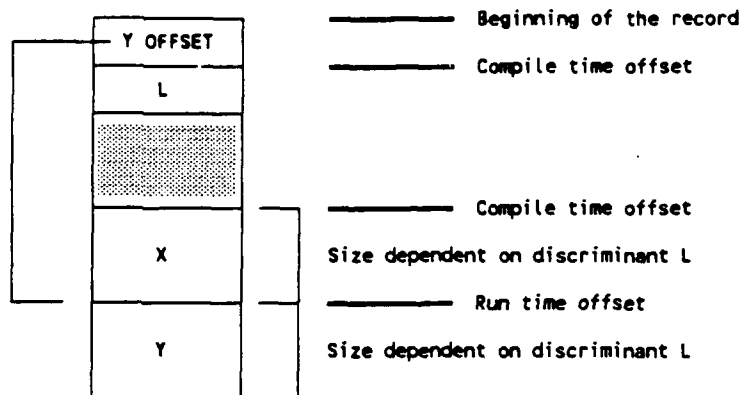 Beginning of the record
Y OFFSET
Compile time offset
L
Compile time offset
X
Size dependent on discriminant L
Run time offset
Y
Size dependent on discriminant L